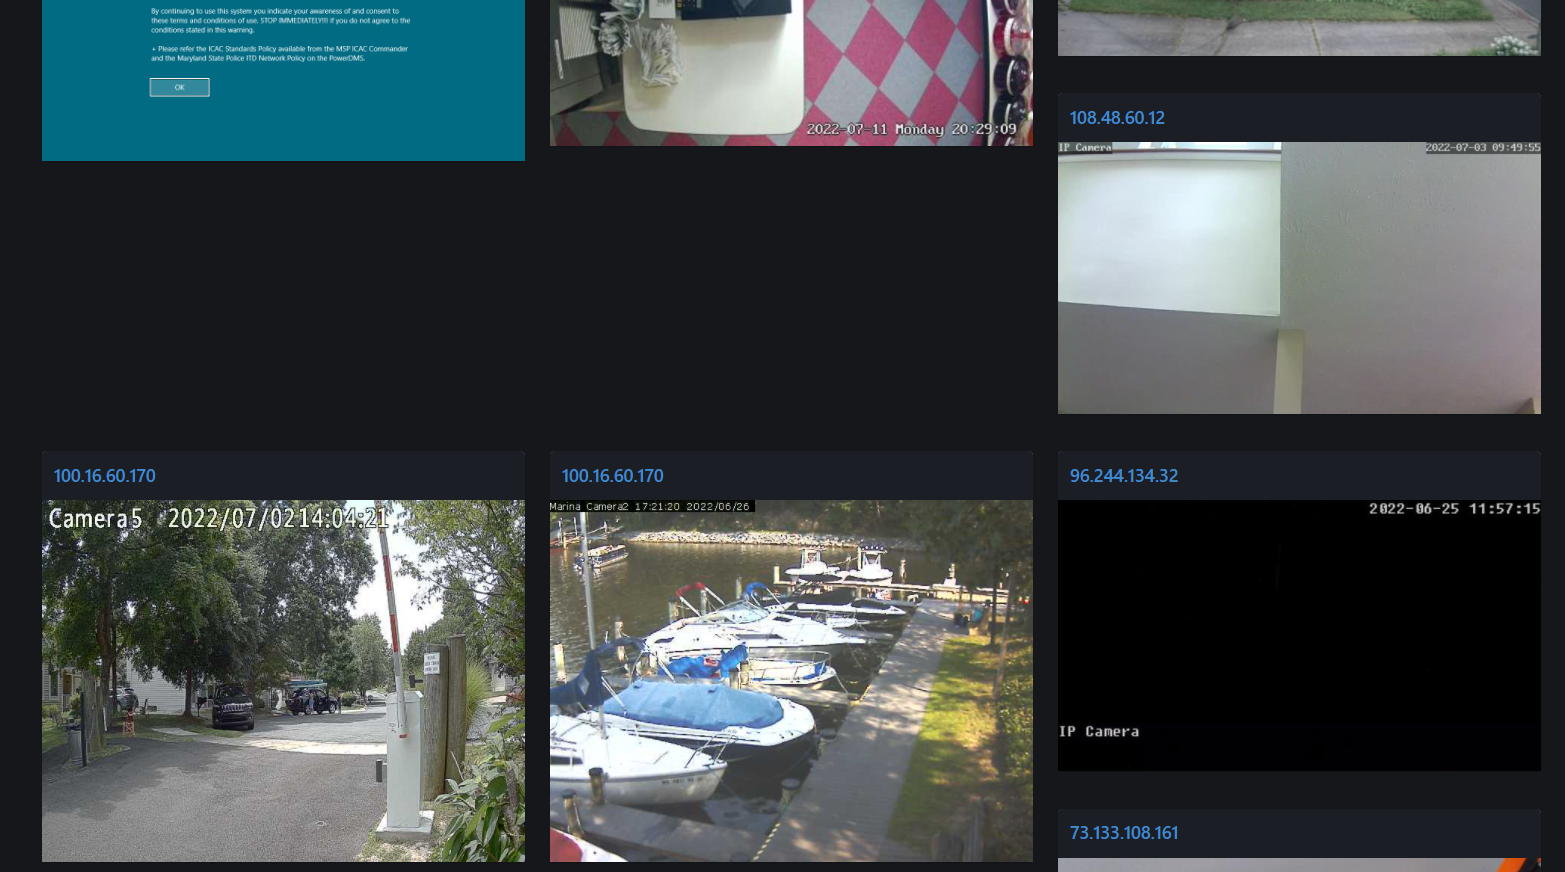 By continuing to use this system you indicate your awareness of and consent to
these terms and conditions of use. STOP IMMEDIATELY!!! if you do not agree to the
conditions stated in this warning.
+ Please refer the ICAC Standards Policy available from the MSP ICAC Commander
and the Maryland State Police ITD Network Policy on the PowerDMS.
OK
2022-07-11 Monday 20:29:09
108.48.60.12
IP Camera
2022-07-03 09:49:55
100.16.60.170
Camera5 2022/07/0214:04:21
100.16.60.170
Marina Camera2 17:21:20 2022/06/26
96.244.134.32
2022-06-25 11:57:15
IP Camera
73.133.108.161